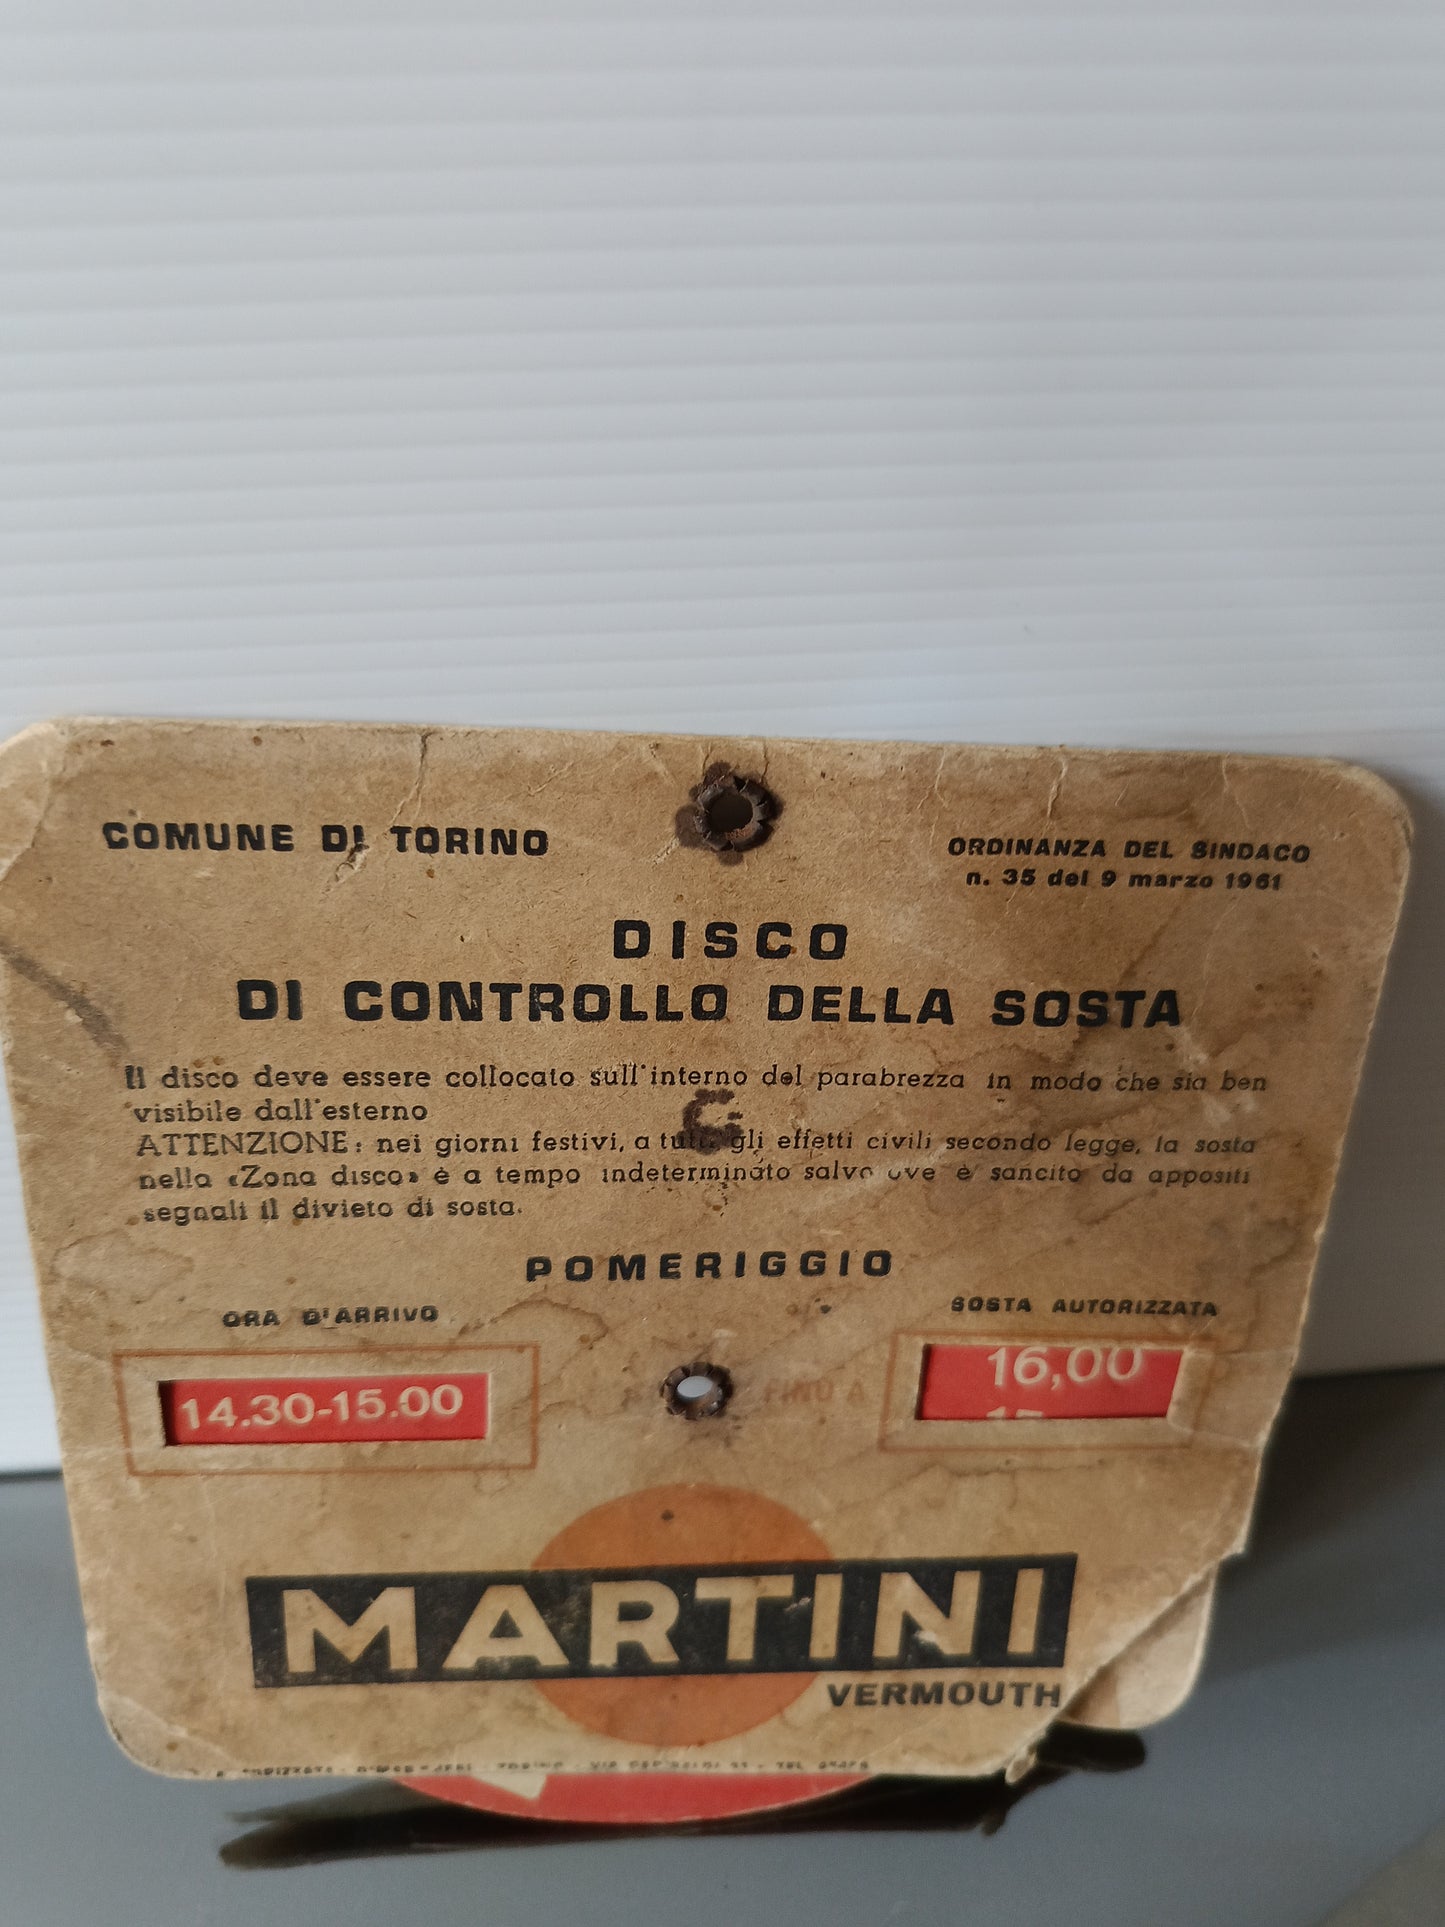 COMUNE DI TORINO
ORDINANZA DEL SINDACO
n. 35 del 9 marzo 1961
DISCO
DI CONTROLLO DELLA SOSTA
Il disco deve essere collocato sull'interno del parabrezza in modo che sia ben
visibile dall'esterno
ATTENZIONE: nei giorni festivi, a tutti gli effetti civili secondo legge, la sosta
nella «Zona disco» è a tempo indeterminato salvo ove è sancito da appositi
segnali il divieto di sosta.
POMERIGGIO
ORA D'ARRIVO
SOSTA AUTORIZZATA
14.30-15.00
FINO A
16,00
MARTINI
VERMOUTH
TORINO - VIA